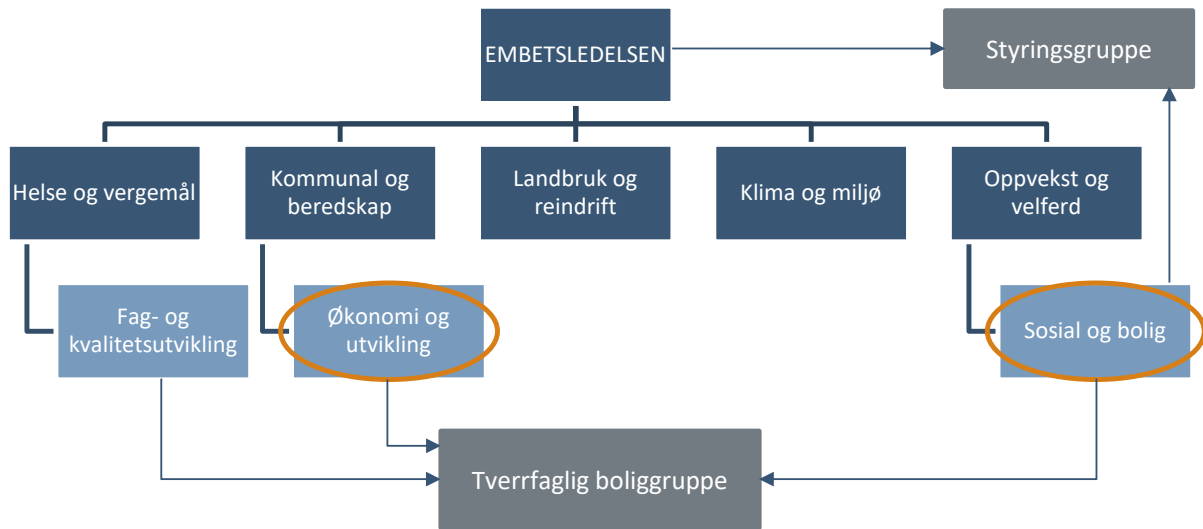 EMBETSLEDELSEN
Styringsgruppe
Helse og vergemål
Kommunal og
beredskap
Landbruk og
reindrift
Klima og miljø
Oppvekst og
velferd
Fag- og
kvalitetsutvikling
Økonomi og
utvikling
Sosial og bolig
Tverrfaglig boliggruppe